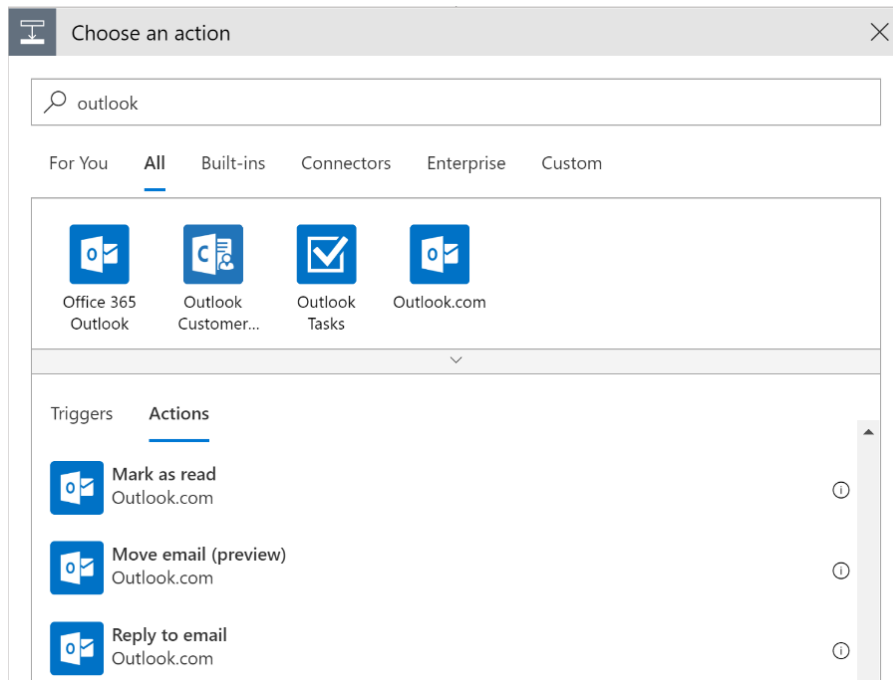 Choose an action
outlook
For You All Built-ins Connectors Enterprise Custom
Office 365 Outlook Outlook Outlook.com
Outlook Customer... Tasks
Triggers Actions
Mark as read
Outlook.com
Move email (preview)
Outlook.com
Reply to email
Outlook.com